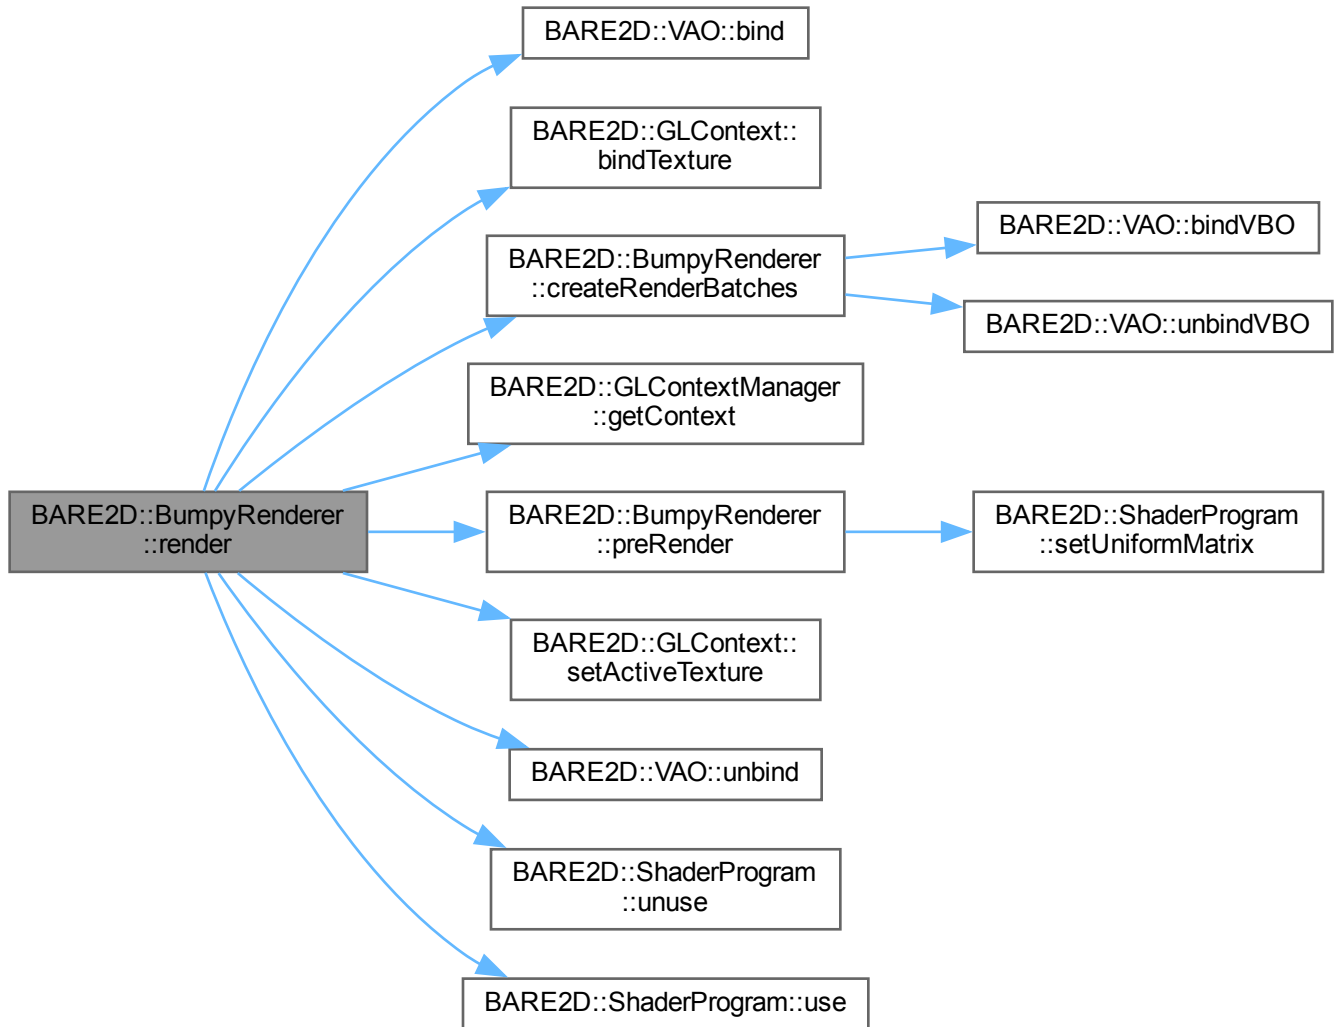 BARE2D::VAO::bind
BARE2D::GLContext::
bindTexture
BARE2D::VAO::bindVBO
BARE2D::BumpyRenderer
::createRenderBatches
BARE2D::VAO::unbindVBO
BARE2D::GLContextManager
::getContext
BARE2D::BumpyRenderer
::render
BARE2D::BumpyRenderer
::preRender
BARE2D::ShaderProgram
::setUniformMatrix
BARE2D::GLContext::
setActiveTexture
BARE2D::VAO::unbind
BARE2D::ShaderProgram
::unuse
BARE2D::ShaderProgram::use